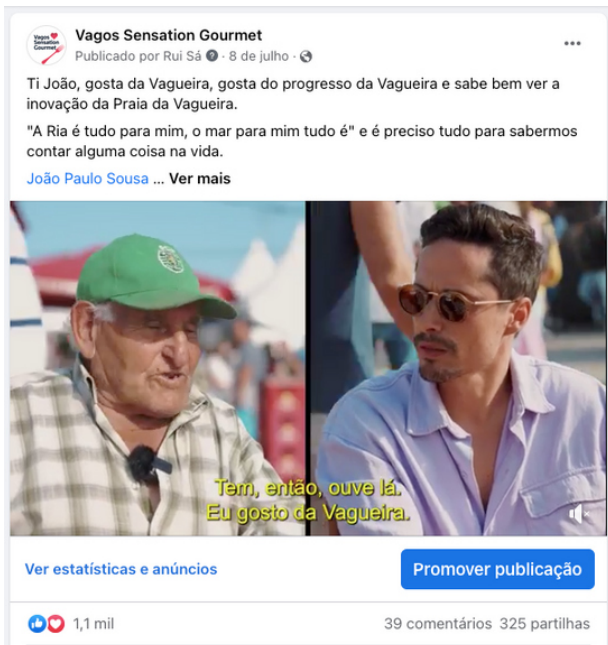 Vagos
Sensation
Gourmet
Vagos Sensation Gourmet
Publicado por Rui Sá · 8 de julho ·
Ti João, gosta da Vagueira, gosta do progresso da Vagueira e sabe bem ver a
inovação da Praia da Vagueira.
"A Ria é tudo para mim, o mar para mim tudo é" e é preciso tudo para sabermos
contar alguma coisa na vida.
João Paulo Sousa ... Ver mais
Tem, então, ouve lá.
Eu gosto da Vagueira.
Ver estatísticas e anúncios
Promover publicação
1,1 mil
39 comentários 325 partilhas